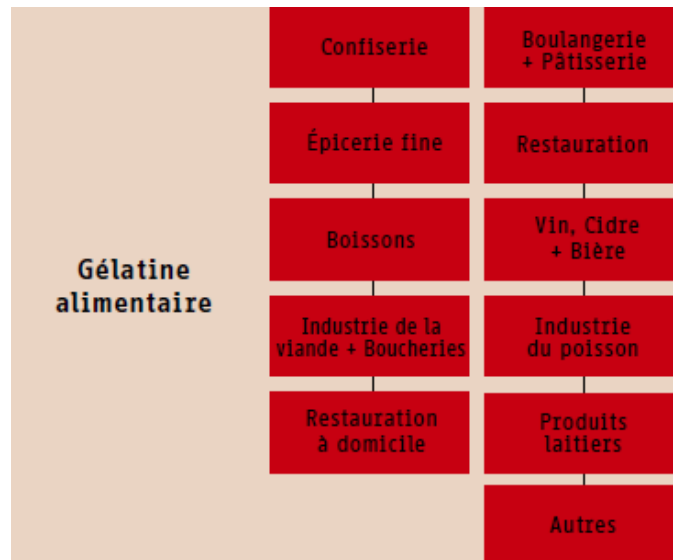 Gélatine
alimentaire
Confiserie
Épicerie fine
Boissons
Industrie de la
viande + Boucheries
Restauration
à domicile
Boulangerie
+ Pâtisserie
Restauration
Vin, Cidre
+ Bière
Industrie
du poisson
Produits
laitiers
Autres